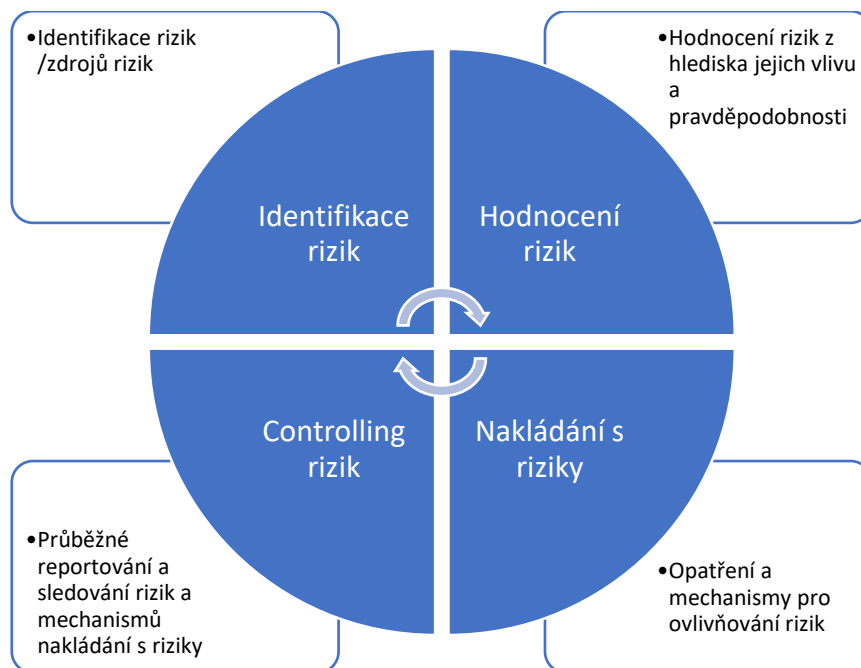 •Identifikace rizik
/zdrojů rizik
•Hodnocení rizik z
hlediska jejich vlivu
a
pravděpodobnosti
Identifikace
rizik
Hodnocení
rizik
Controlling
rizik
Nakládání s
riziky
•Průběžné
reportování a
sledování rizik a
mechanismů
nakládání s riziky
•Opatření a
mechanismy pro
ovlivňování rizik